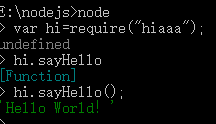 E:\nodejs>node
> var hi=require("hiaaa");
undefined
> hi.sayHello
[Function]
> hi.sayHello();
'Hello World! '